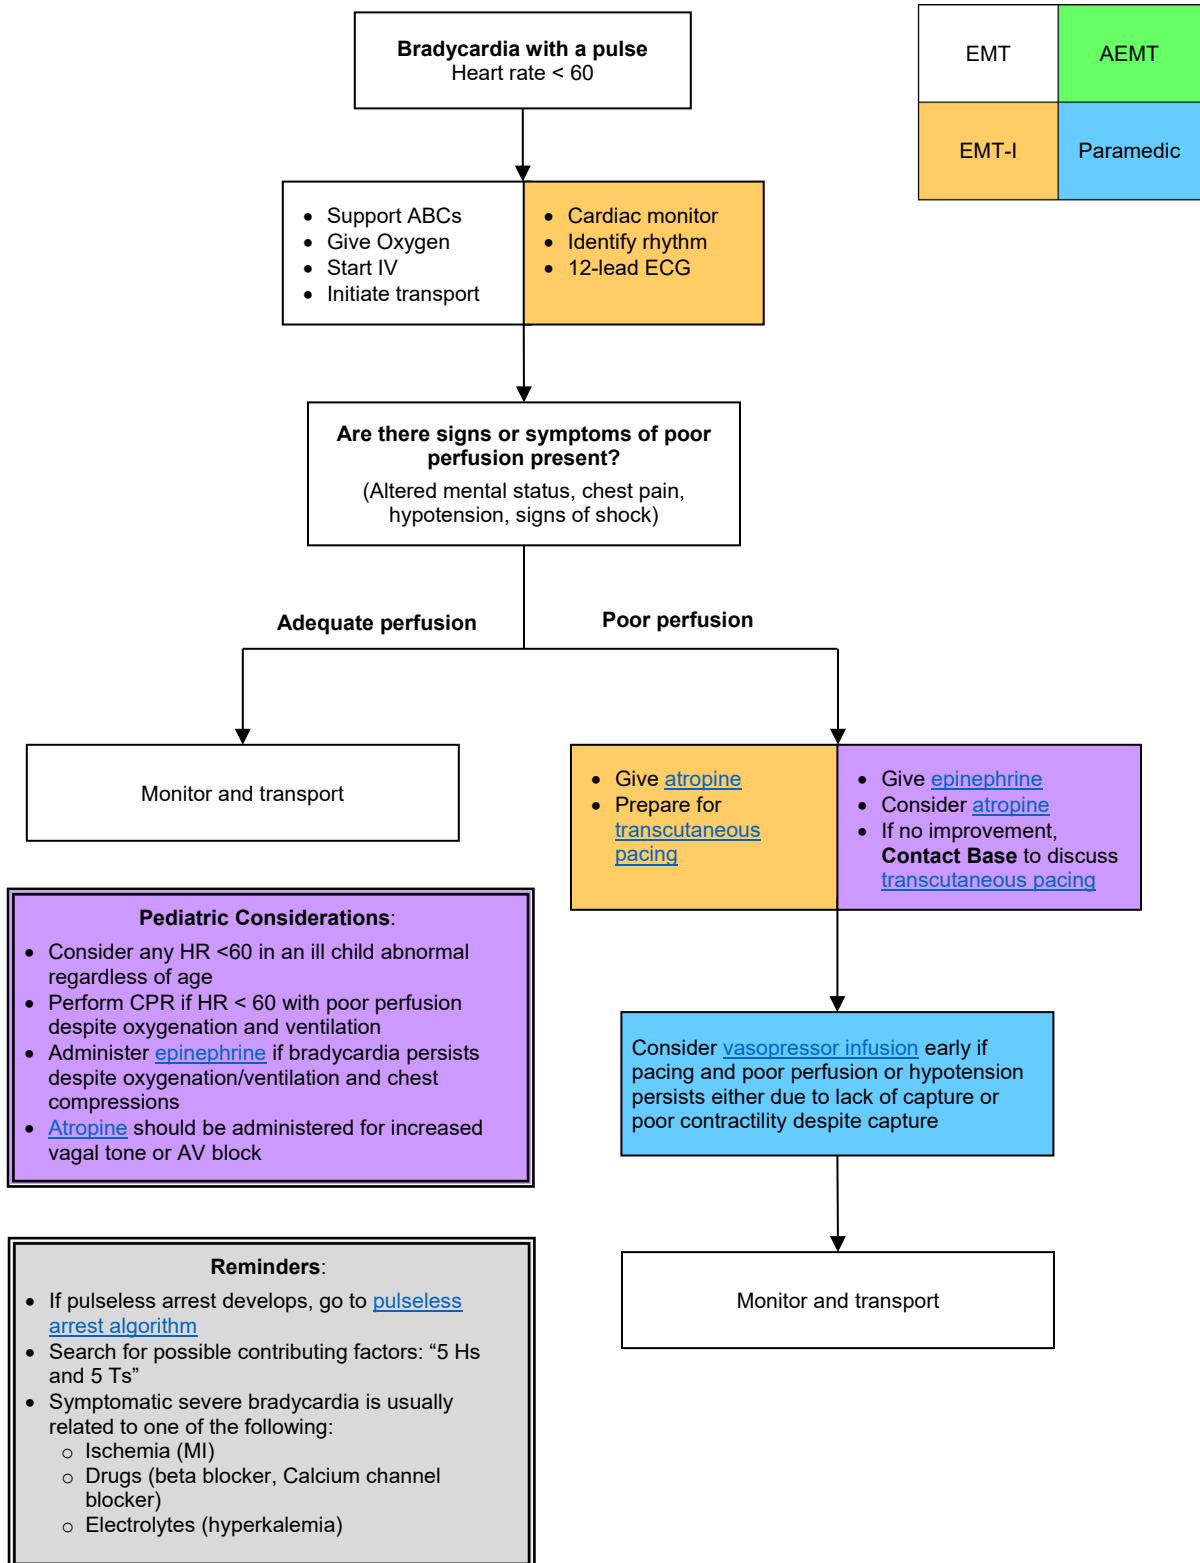 Bradycardia with a pulse
Heart rate < 60
EMT
AEMT
EMT-I
Paramedic
• Support ABCs
• Give Oxygen
• Start IV
• Initiate transport
• Cardiac monitor
• Identify rhythm
• 12-lead ECG
Are there signs or symptoms of poor
perfusion present?
(Altered mental status, chest pain,
hypotension, signs of shock)
Adequate perfusion
Poor perfusion
Monitor and transport
• Give atropine
• Prepare for
transcutaneous
pacing
• Give epinephrine
• Consider atropine
• If no improvement,
Contact Base to discuss
transcutaneous pacing
Pediatric Considerations:
• Consider any HR <60 in an ill child abnormal
regardless of age
• Perform CPR if HR < 60 with poor perfusion
despite oxygenation and ventilation
• Administer epinephrine if bradycardia persists
despite oxygenation/ventilation and chest
compressions
• Atropine should be administered for increased
vagal tone or AV block
Consider vasopressor infusion early if
pacing and poor perfusion or hypotension
persists either due to lack of capture or
poor contractility despite capture
Monitor and transport
Reminders:
• If pulseless arrest develops, go to pulseless
arrest algorithm
• Search for possible contributing factors: “5 Hs
and 5 Ts”
• Symptomatic severe bradycardia is usually
related to one of the following:
o Ischemia (MI)
o Drugs (beta blocker, Calcium channel
blocker)
o Electrolytes (hyperkalemia)